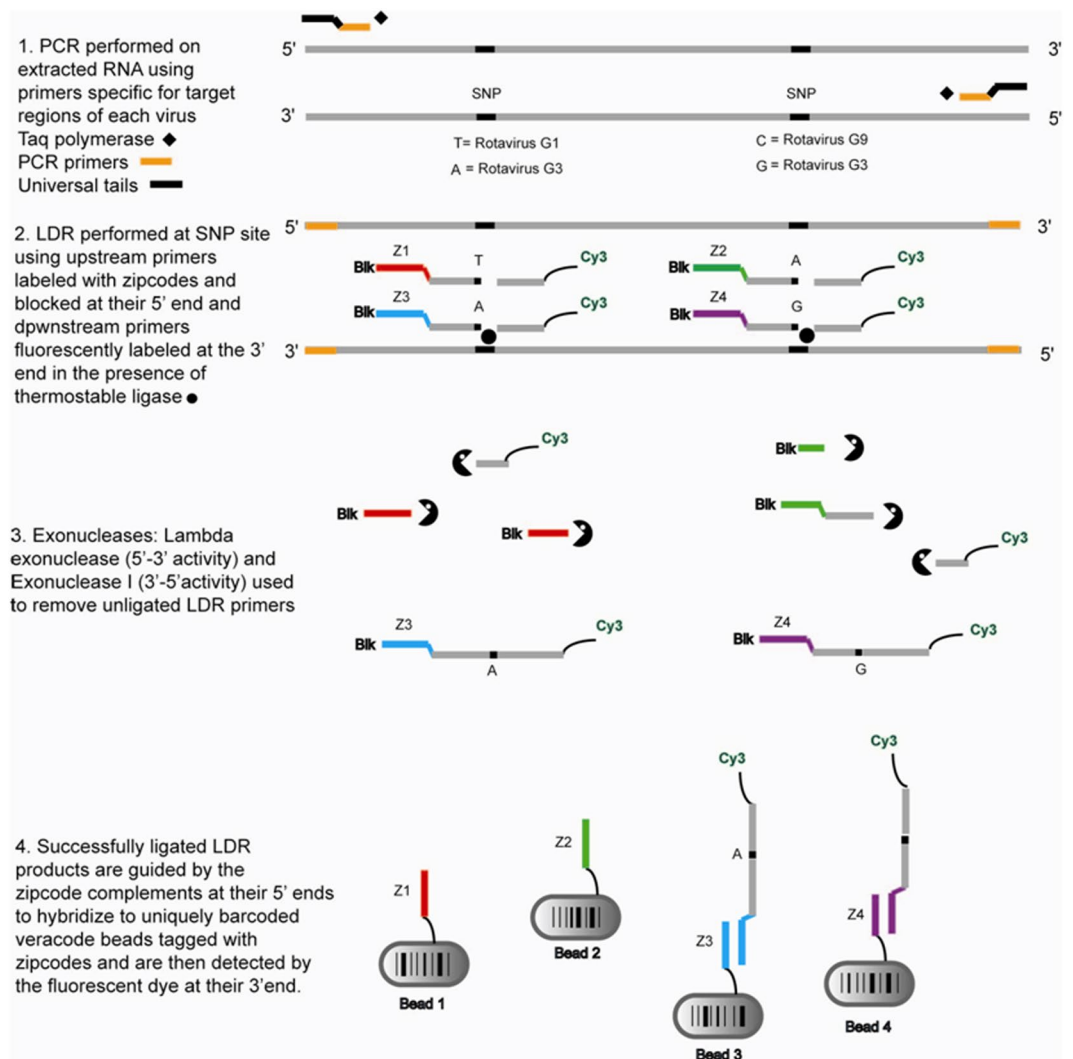 1. PCR performed on
extracted RNA using
primers specific for target
regions of each virus
Taq polymerase
PCR primers
Universal tails
5'
3'
SNP
SNP
3'
5'
T= Rotavirus G1
C = Rotavirus G9
A = Rotavirus G3
G = Rotavirus G3
2. LDR performed at SNP site
using upstream primers
labeled with zipcodes and
blocked at their 5' end and
dpwnstream primers
fluorescently labeled at the 3'
end in the presence of
thermostable ligase
5'
3'
Z1
T
Cy3
Blk
Z2
A
Cy3
Blk
Z3
A
Cy3
Blk
Z4
G
Cy3
Blk
3'
5'
3. Exonucleases: Lambda
exonuclease (5'-3' activity) and
Exonuclease I (3'-5'activity) used
to remove unligated LDR primers
Cy3
Blk
Blk
Blk
Blk
Cy3
Z3
Blk
Cy3
A
Z4
Blk
Cy3
G
4. Successfully ligated LDR
products are guided by the
zipcode complements at their 5' ends
to hybridize to uniquely barcoded
veracode beads tagged with
zipcodes and are then detected by
the fluorescent dye at their 3'end.
Z1
Bead 1
Z2
Bead 2
Cy3
A
Z3
Bead 3
Cy3
Z4
Bead 4